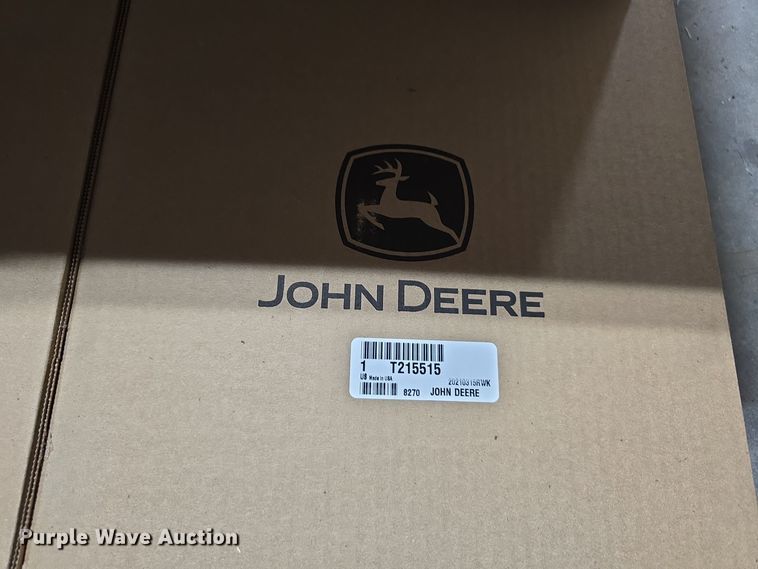 JOHN DEERE
1 T215515
US Made in USA
20210315RWK
8270 JOHN DEERE
Purple Wave Auction®